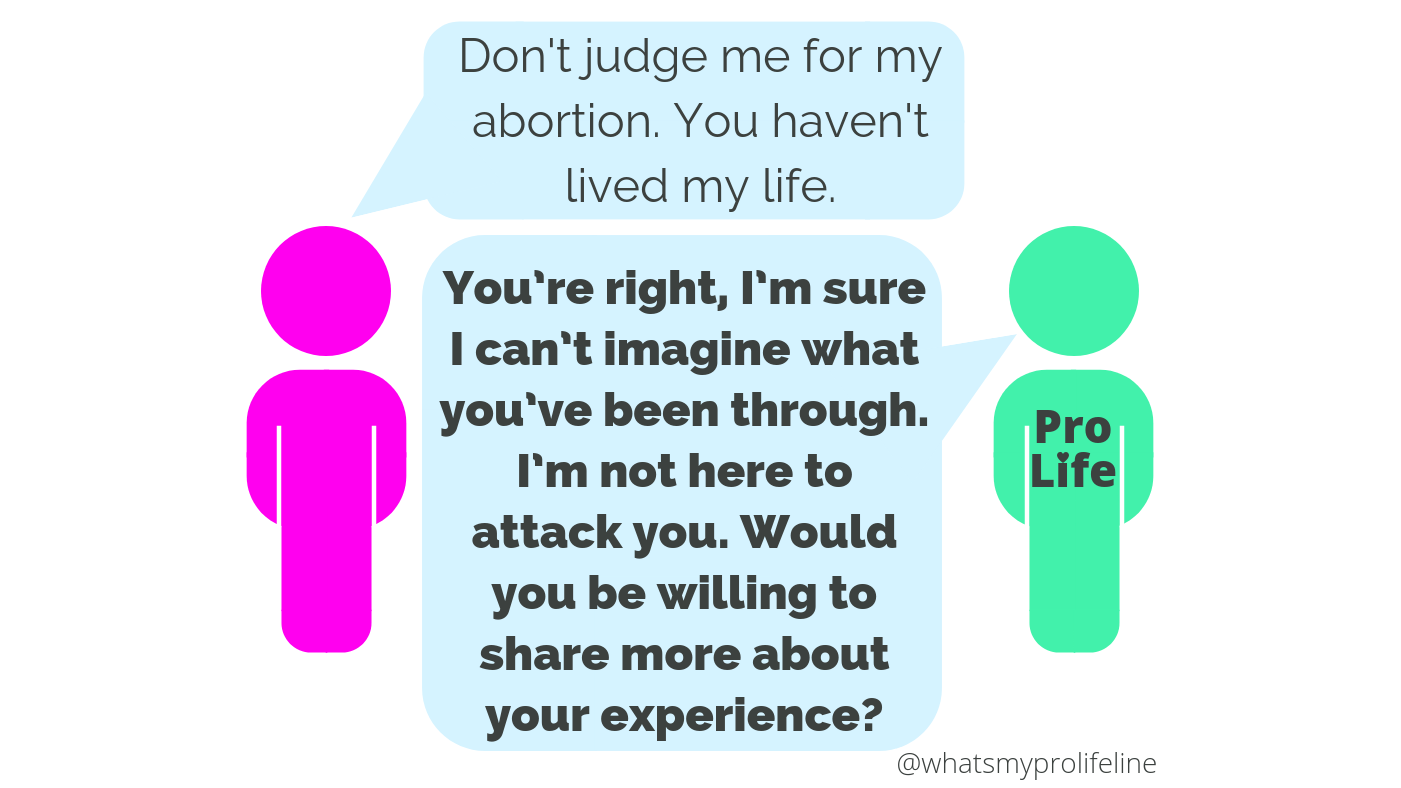 Don't judge me for my
abortion. You haven't
lived my life.
You’re right, I’m sure
I can’t imagine what
you’ve been through.
I’m not here to
attack you. Would
you be willing to
share more about
your experience?
Pro
Life
@whatsmyprolifeline